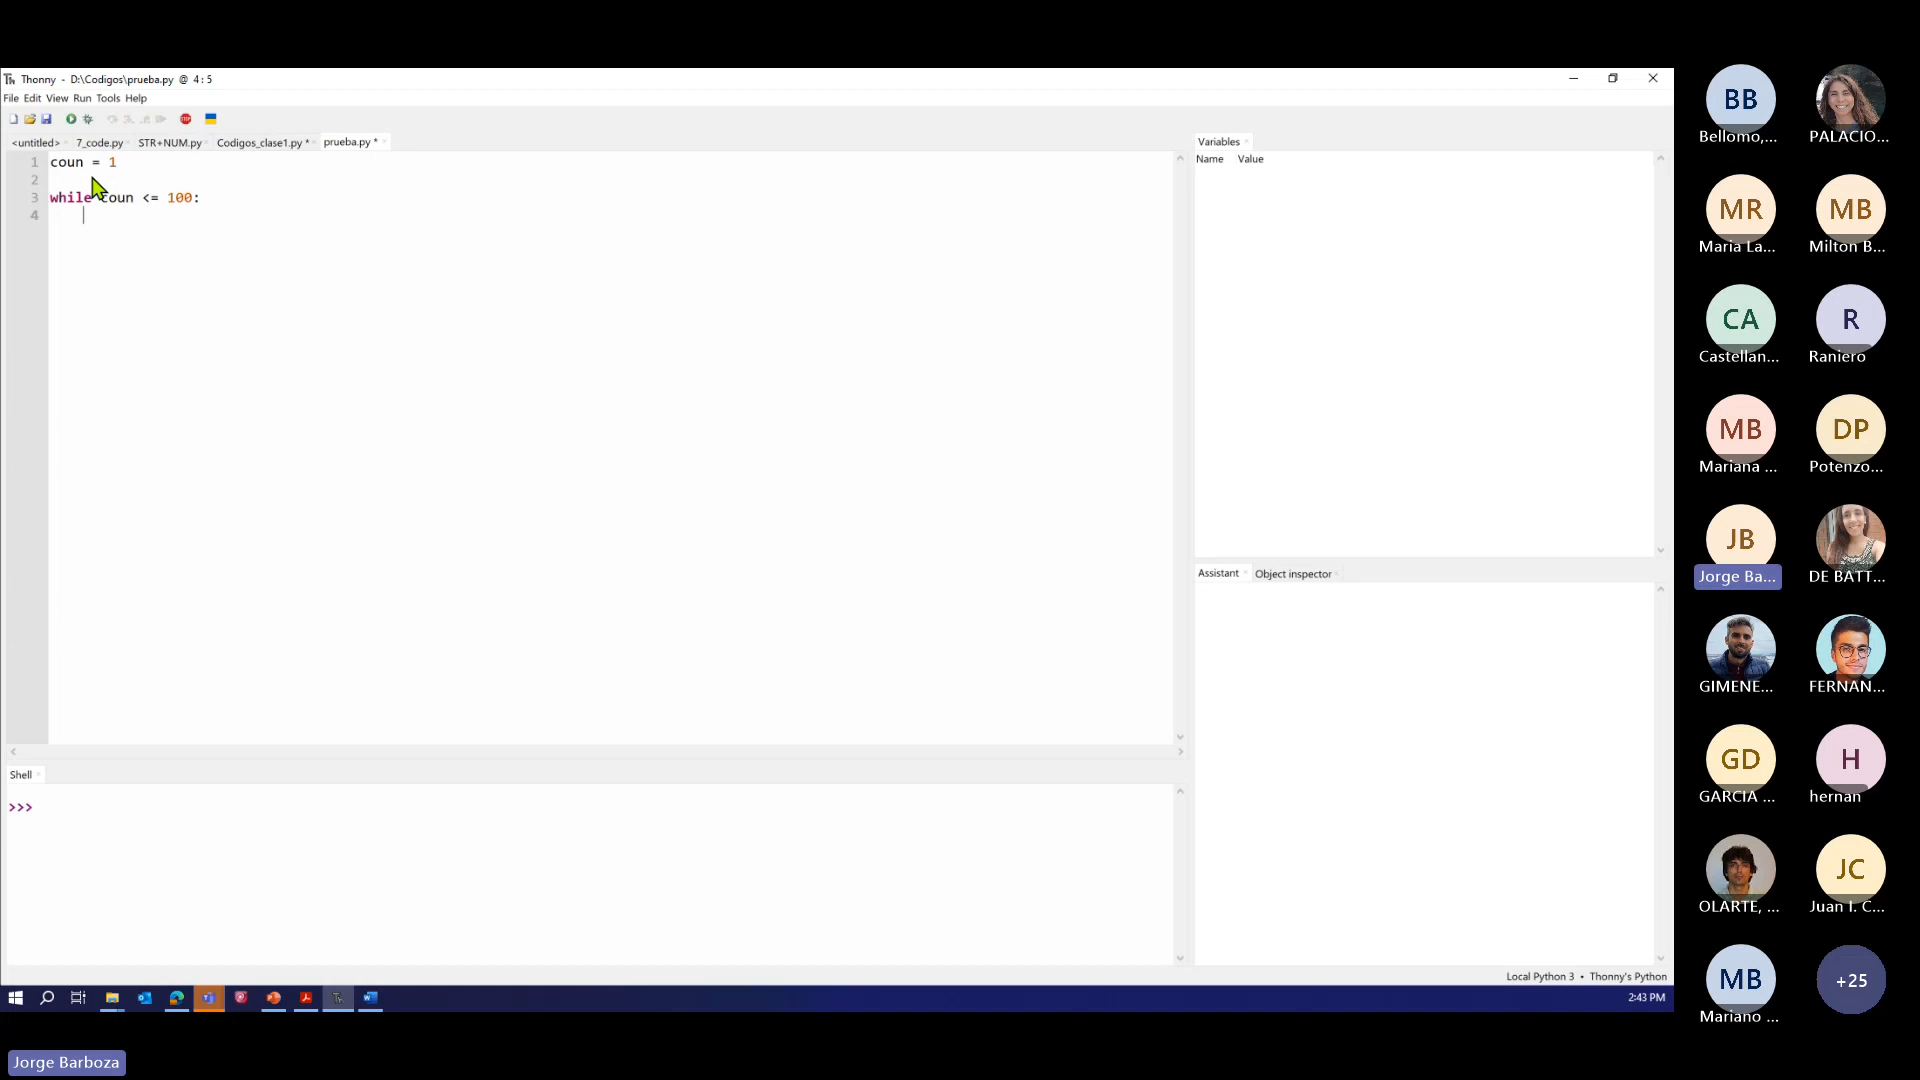 Thonny - D:\Codigos\prueba.py @ 4:5
File Edit View Run Tools Help
<untitled> 7_code.py STR+NUM.py Codigos_clase1.py * prueba.py *
1 coun = 1
2
3 while coun <= 100:
4
Shell
>>>
Variables
Name Value
Assistant Object inspector
Local Python 3 • Thonny's Python
2:43 PM
BB
Bellomo,...
PALACIO...
MR
Maria La...
MB
Milton B...
CA
Castellan...
R
Raniero
MB
Mariana ...
DP
Potenzo...
JB
Jorge Ba...
DE BATT...
GIMENE...
FERNAN...
GD
GARCIA ...
H
hernan
OLARTE, ...
JC
Juan I. C...
MB
Mariano ...
+25
Jorge Barboza